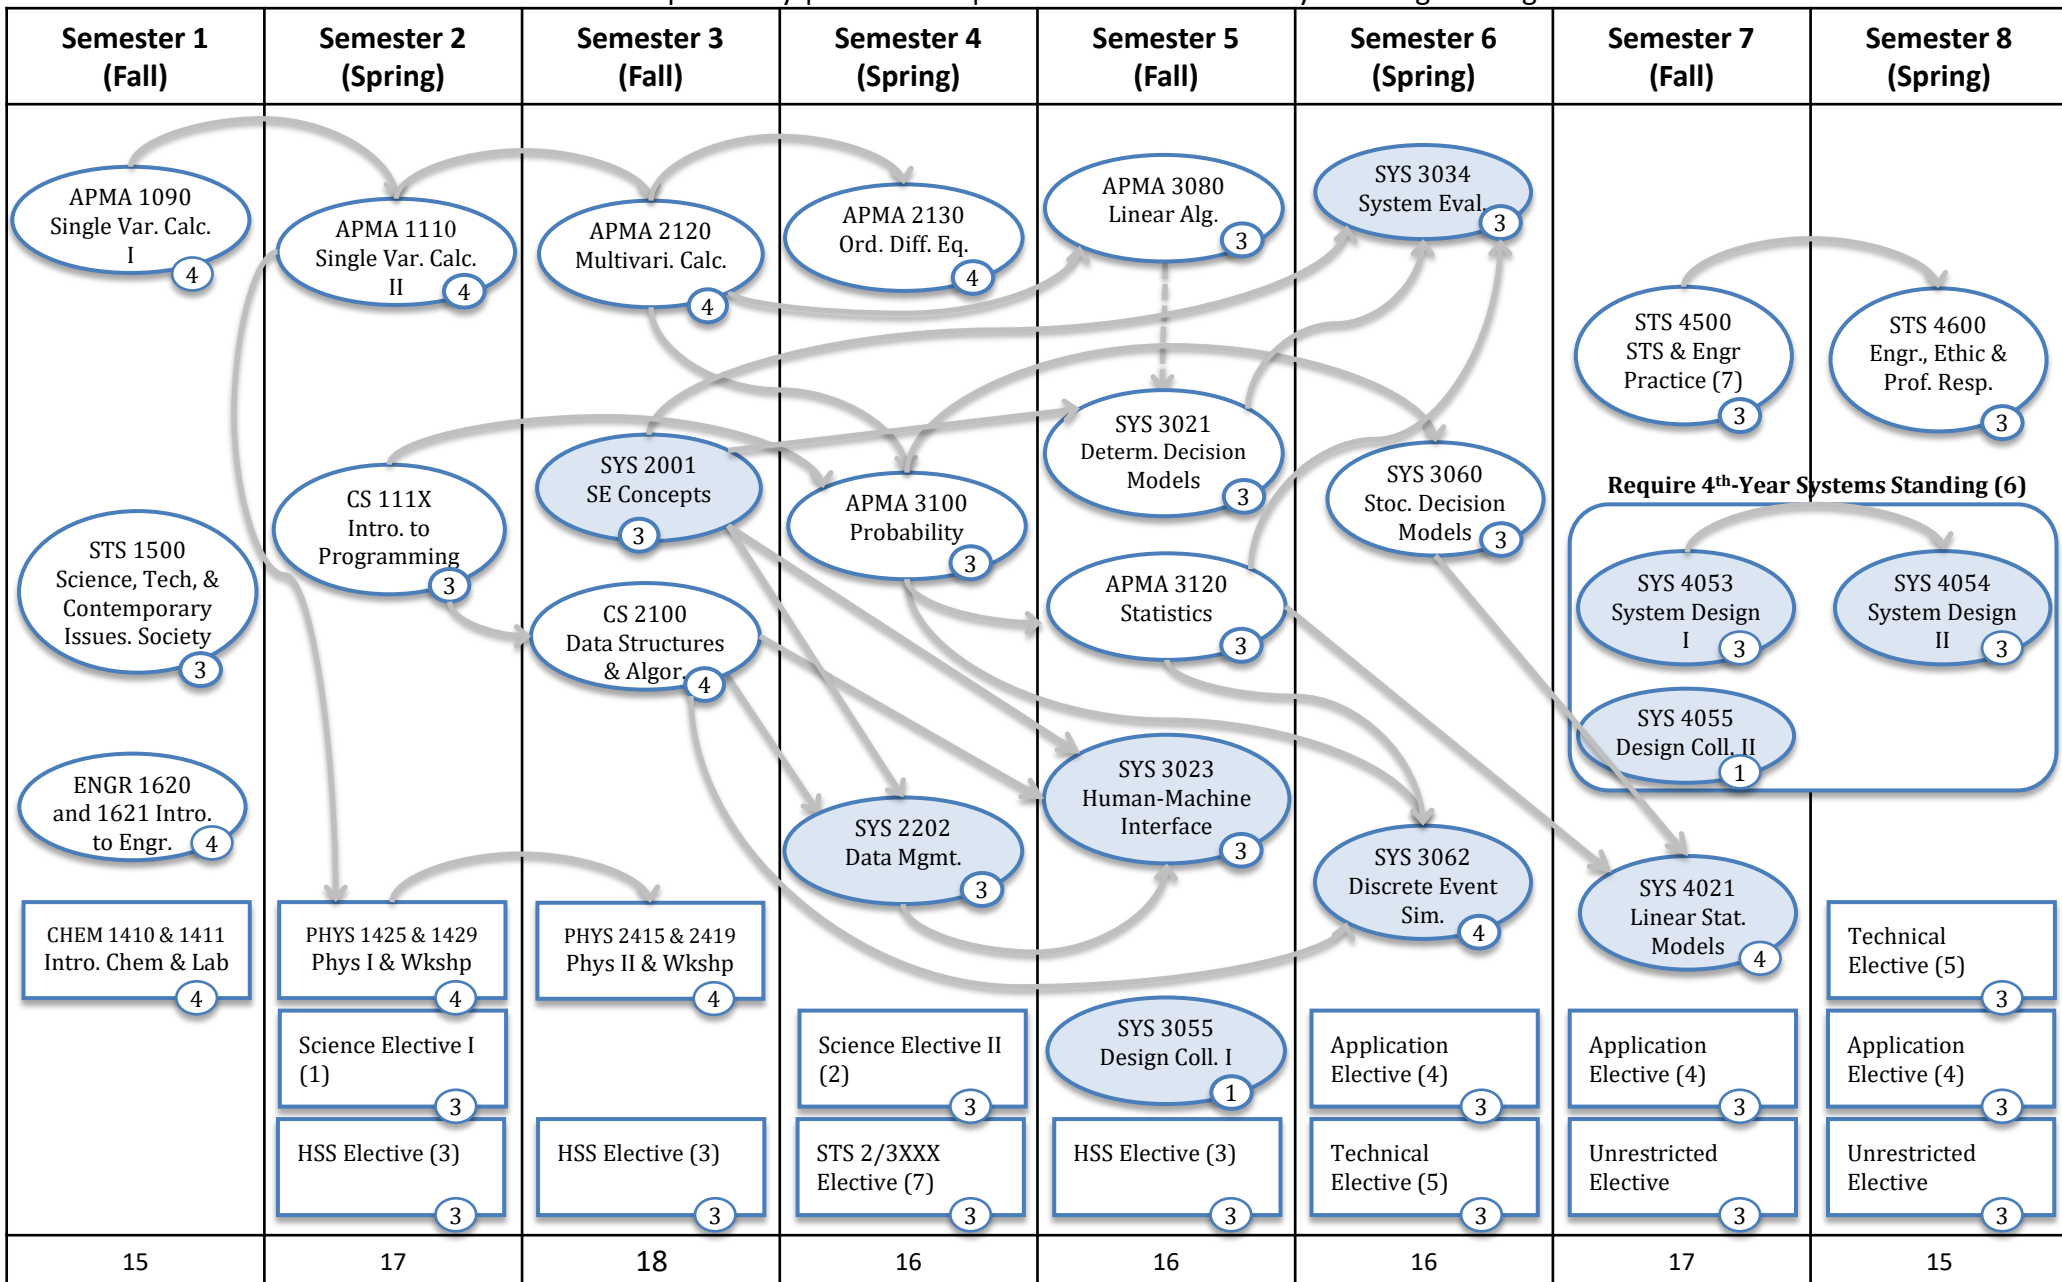 Semester 1
(Fall)
Semester 2
(Spring)
Semester 3
(Fall)
Semester 4
(Spring)
Semester 5
(Fall)
Semester 6
(Spring)
Semester 7
(Fall)
Semester 8
(Spring)
APMA 1090
Single Var. Calc.
I
4
STS 1500
Science, Tech, &
Contemporary
Issues. Society
3
ENGR 1620
and 1621 Intro.
to Engr.
4
CHEM 1410 & 1411
Intro. Chem & Lab
4
15
APMA 1110
Single Var. Calc.
II
4
CS 111X
Intro. to
Programming
3
PHYS 1425 & 1429
Phys I & Wkshp
4
Science Elective I
(1)
3
HSS Elective (3)
3
17
APMA 2120
Multivari. Calc.
4
SYS 2001
SE Concepts
3
CS 2100
Data Structures
& Algor.
4
PHYS 2415 & 2419
Phys II & Wkshp
4
HSS Elective (3)
3
18
APMA 2130
Ord. Diff. Eq.
4
APMA 3100
Probability
3
SYS 2202
Data Mgmt.
3
Science Elective II
(2)
3
STS 2/3XXX
Elective (7)
3
16
APMA 3080
Linear Alg.
3
SYS 3021
Determ. Decision
Models
3
APMA 3120
Statistics
3
SYS 3023
Human-Machine
Interface
3
SYS 3055
Design Coll. I
1
HSS Elective (3)
3
16
SYS 3034
System Eval.
3
SYS 3060
Stoc. Decision
Models
3
SYS 3062
Discrete Event
Sim.
4
Application
Elective (4)
3
Technical
Elective (5)
3
16
STS 4500
STS & Engr
Practice (7)
3
Require 4th-Year Systems Standing (6)
SYS 4053
System Design
I
3
SYS 4055
Design Coll. II
1
SYS 4021
Linear Stat.
Models
4
Application
Elective (4)
3
Unrestricted
Elective
3
17
STS 4600
Engr., Ethic &
Prof. Resp.
3
SYS 4054
System Design
II
3
Technical
Elective (5)
3
Application
Elective (4)
3
Unrestricted
Elective
3
15